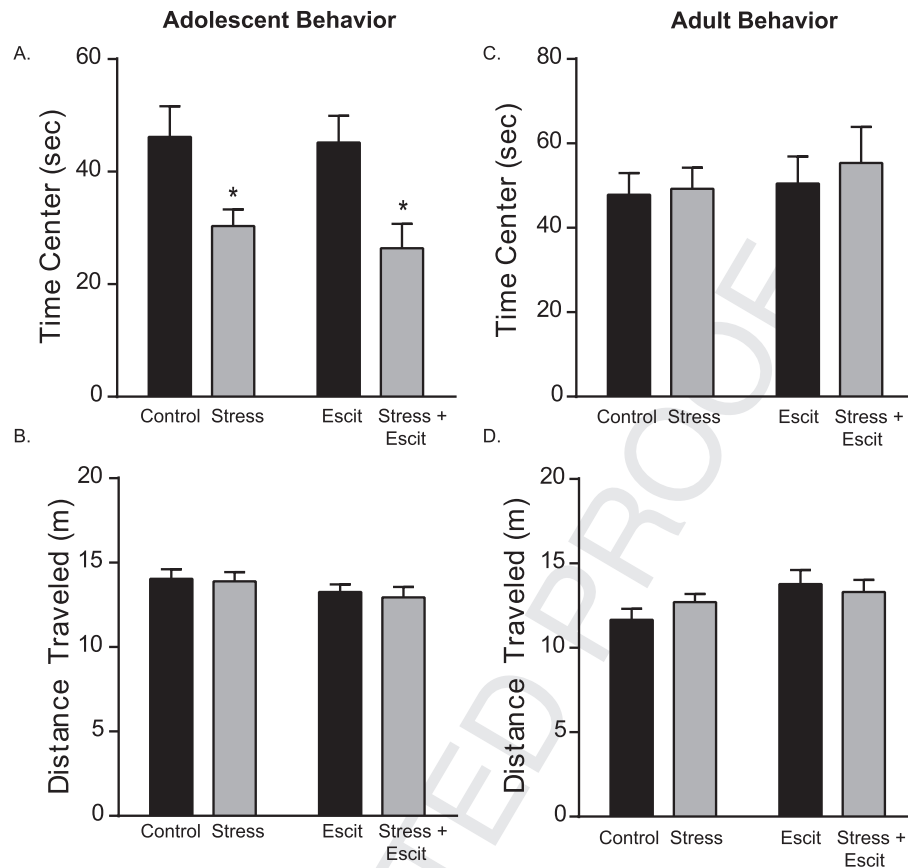 Adolescent Behavior
Adult Behavior
A.
60
40
20
0
Time Center (sec)
*
*
Control Stress Escit Stress +
Escit
C.
80
60
40
20
0
Time Center (sec)
Control Stress Escit Stress +
Escit
B.
20
15
10
5
0
Distance Traveled (m)
Control Stress Escit Stress +
Escit
D.
20
15
10
5
0
Distance Traveled (m)
Control Stress Escit Stress +
Escit
TED PROOF